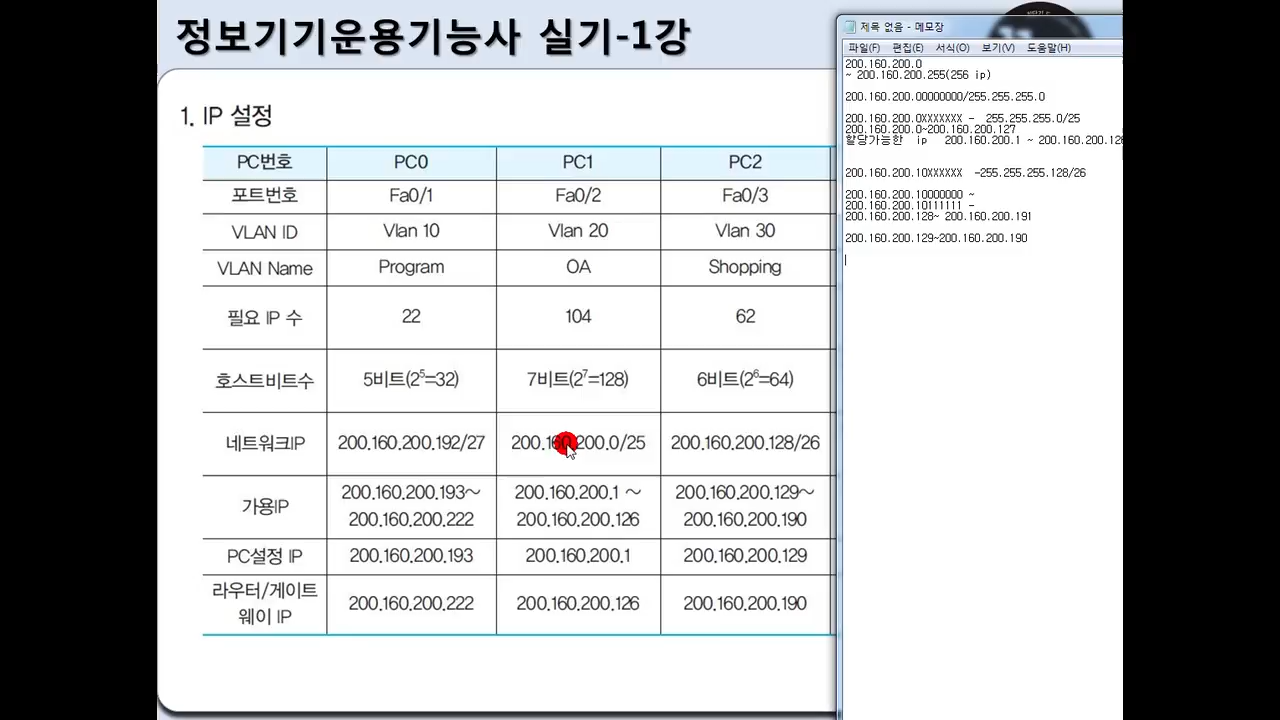 정보기기운용기능사 실기-1강
1. IP 설정
PC번호 PC0 PC1 PC2
포트번호 Fa0/1 Fa0/2 Fa0/3
VLAN ID Vlan 10 Vlan 20 Vlan 30
VLAN Name Program OA Shopping
필요 IP 수 22 104 62
호스트비트수 5비트(2⁵=32) 7비트(2⁷=128) 6비트(2⁶=64)
네트워크IP 200.160.200.192/27 200.160.200.0/25 200.160.200.128/26
가용IP 200.160.200.193~ 200.160.200.1 ~ 200.160.200.129~
200.160.200.222 200.160.200.126 200.160.200.190
PC설정 IP 200.160.200.193 200.160.200.1 200.160.200.129
라우터/게이트
웨이 IP 200.160.200.222 200.160.200.126 200.160.200.190
제목 없음 - 메모장
파일(F) 편집(E) 서식(O) 보기(V) 도움말(H)
200.160.200.0
~ 200.160.200.255(256 ip)
200.160.200.00000000/255.255.255.0
200.160.200.0XXXXXXX - 255.255.255.0/25
200.160.200.0~200.160.200.127
할당가능한 ip 200.160.200.1 ~ 200.160.200.126
200.160.200.10XXXXXX -255.255.255.128/26
200.160.200.10000000 ~
200.160.200.10111111 -
200.160.200.128~ 200.160.200.191
200.160.200.129~200.160.200.190